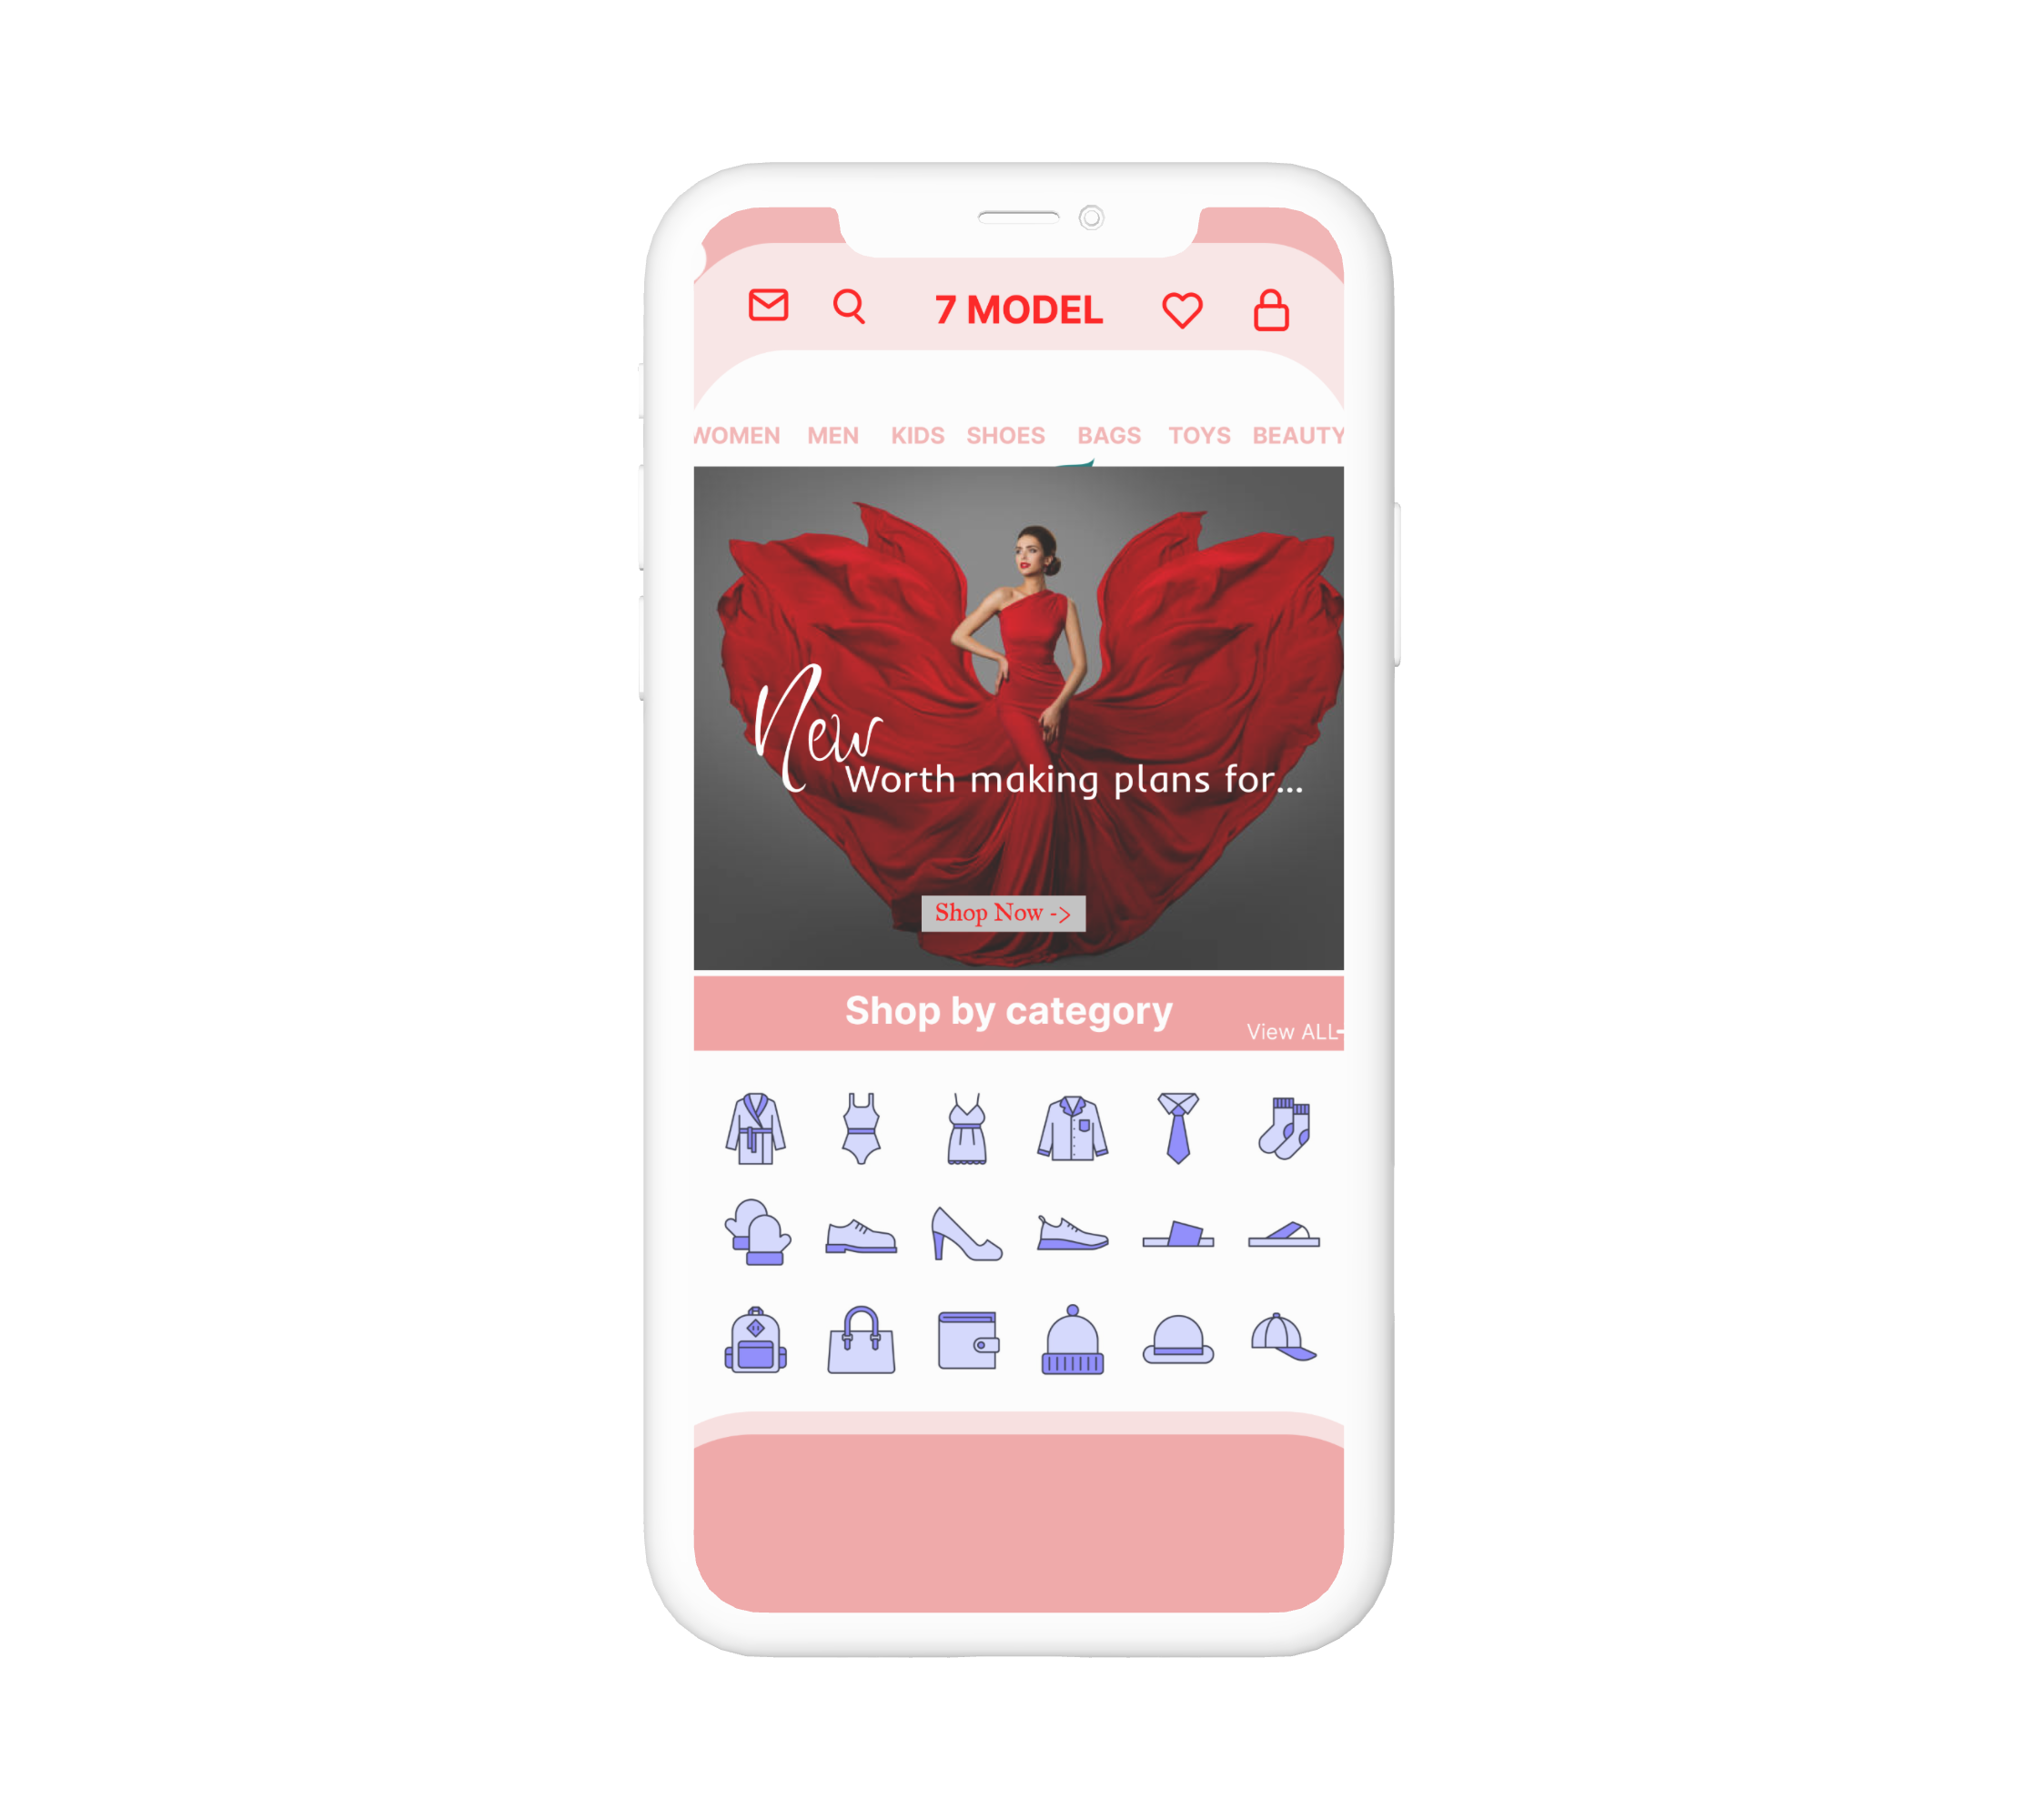 7 MODEL
WOMEN MEN KIDS SHOES BAGS TOYS BEAUTY
New
Worth making plans for...
Shop Now ->
Shop by category
View ALL-